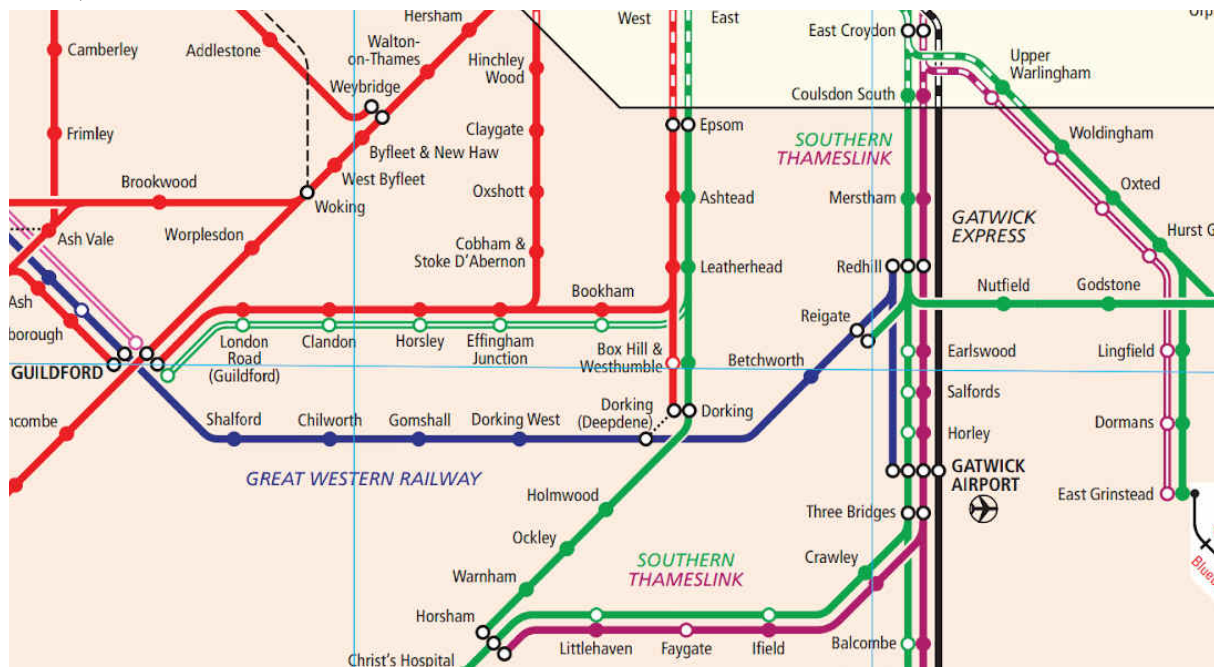 West
East
Hersham
Addlestone
Walton-
on-Thames
Weybridge
Camberley
Hinchley
Wood
East Croydon
Upper
Warlingham
Coulsdon South
Frimley
Claygate
Epsom
SOUTHERN
THAMESLINK
Woldingham
Byfleet & New Haw
West Byfleet
Brookwood
Woking
Oxshott
Ashtead
Merstham
Oxted
GATWICK
EXPRESS
Ash Vale
Worplesdon
Cobham &
Stoke D'Abernon
Leatherhead
Redhill
Hurst G
Ash
borough
Bookham
Nutfield
Godstone
Reigate
London
Road
(Guildford)
Clandon
Horsley
Effingham
Junction
Box Hill &
Westhumble
Betchworth
Earlswood
Lingfield
GUILDFORD
Salfords
ncombe
Shalford
Chilworth
Gomshall
Dorking West
Dorking
(Deepdene)
Dorking
Horley
Dormans
GREAT WESTERN RAILWAY
GATWICK
AIRPORT
East Grinstead
Holmwood
Three Bridges
Ockley
SOUTHERN
THAMESLINK
Crawley
Warnham
Horsham
Littlehaven
Faygate
Ifield
Balcombe
Christ's Hospital